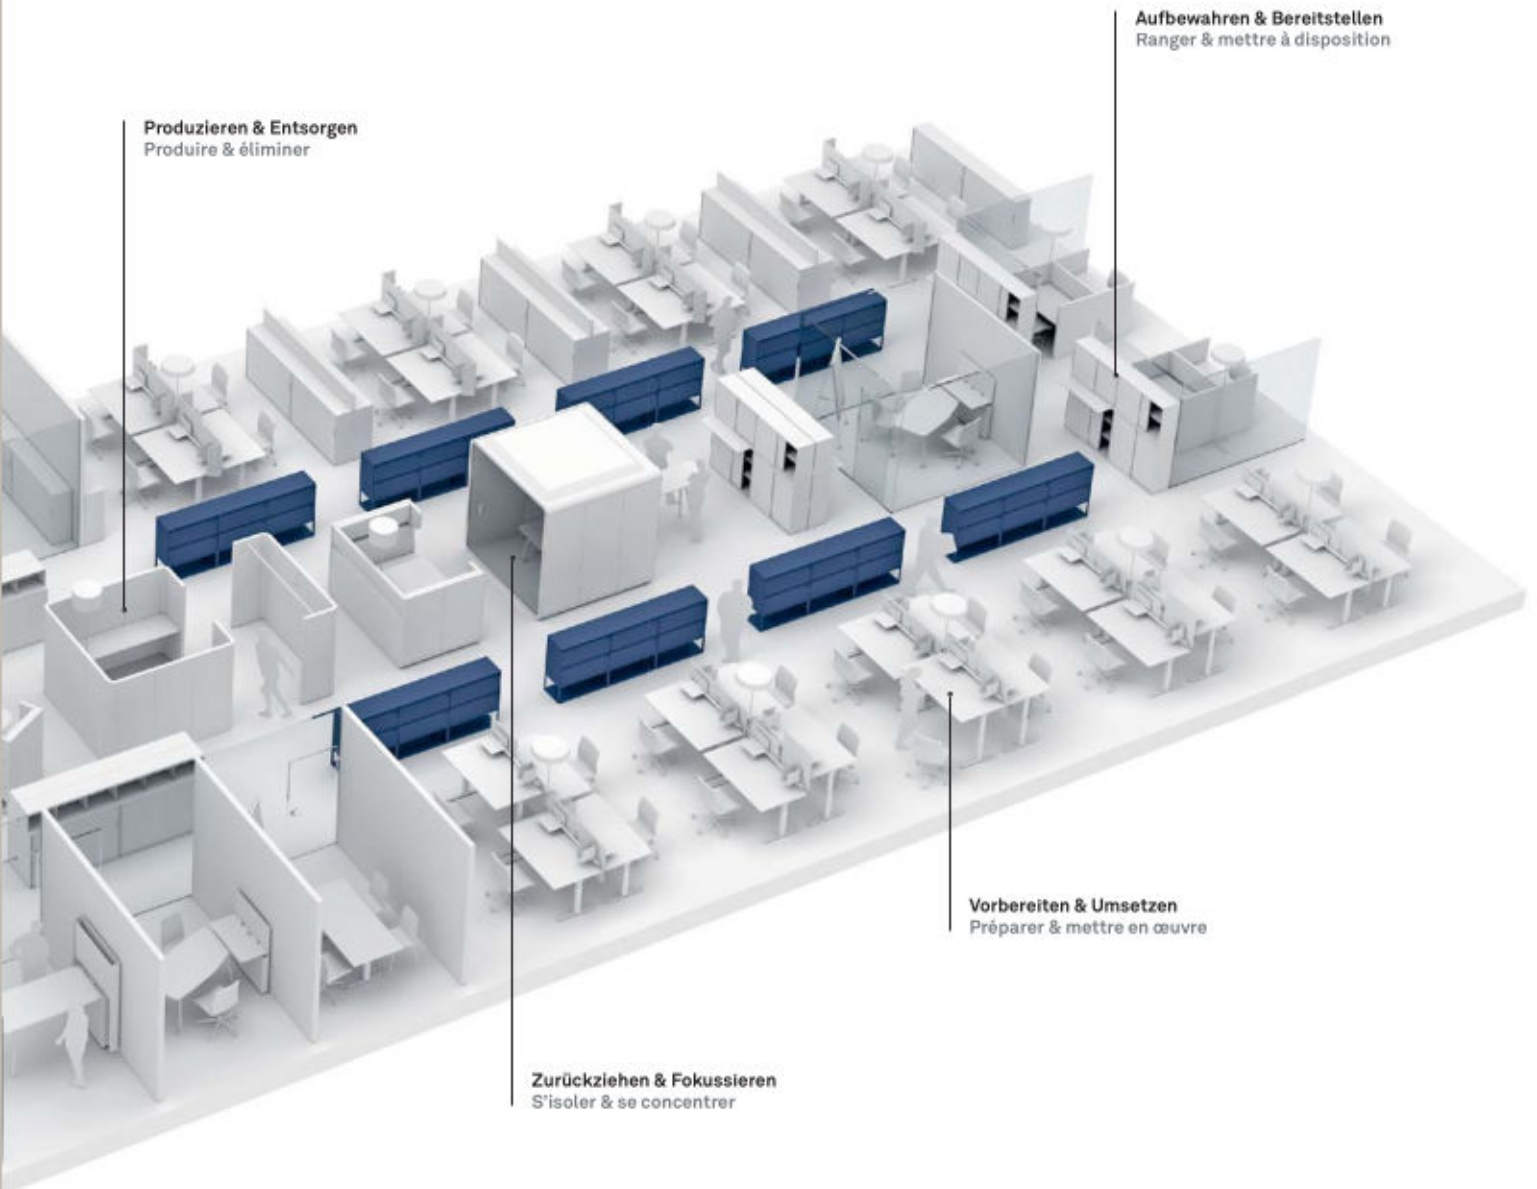 Aufbewahren & Bereitstellen
Ranger & mettre à disposition
Produzieren & Entsorgen
Produire & éliminer
Vorbereiten & Umsetzen
Préparer & mettre en œuvre
Zurückziehen & Fokussieren
S'isoler & se concentrer